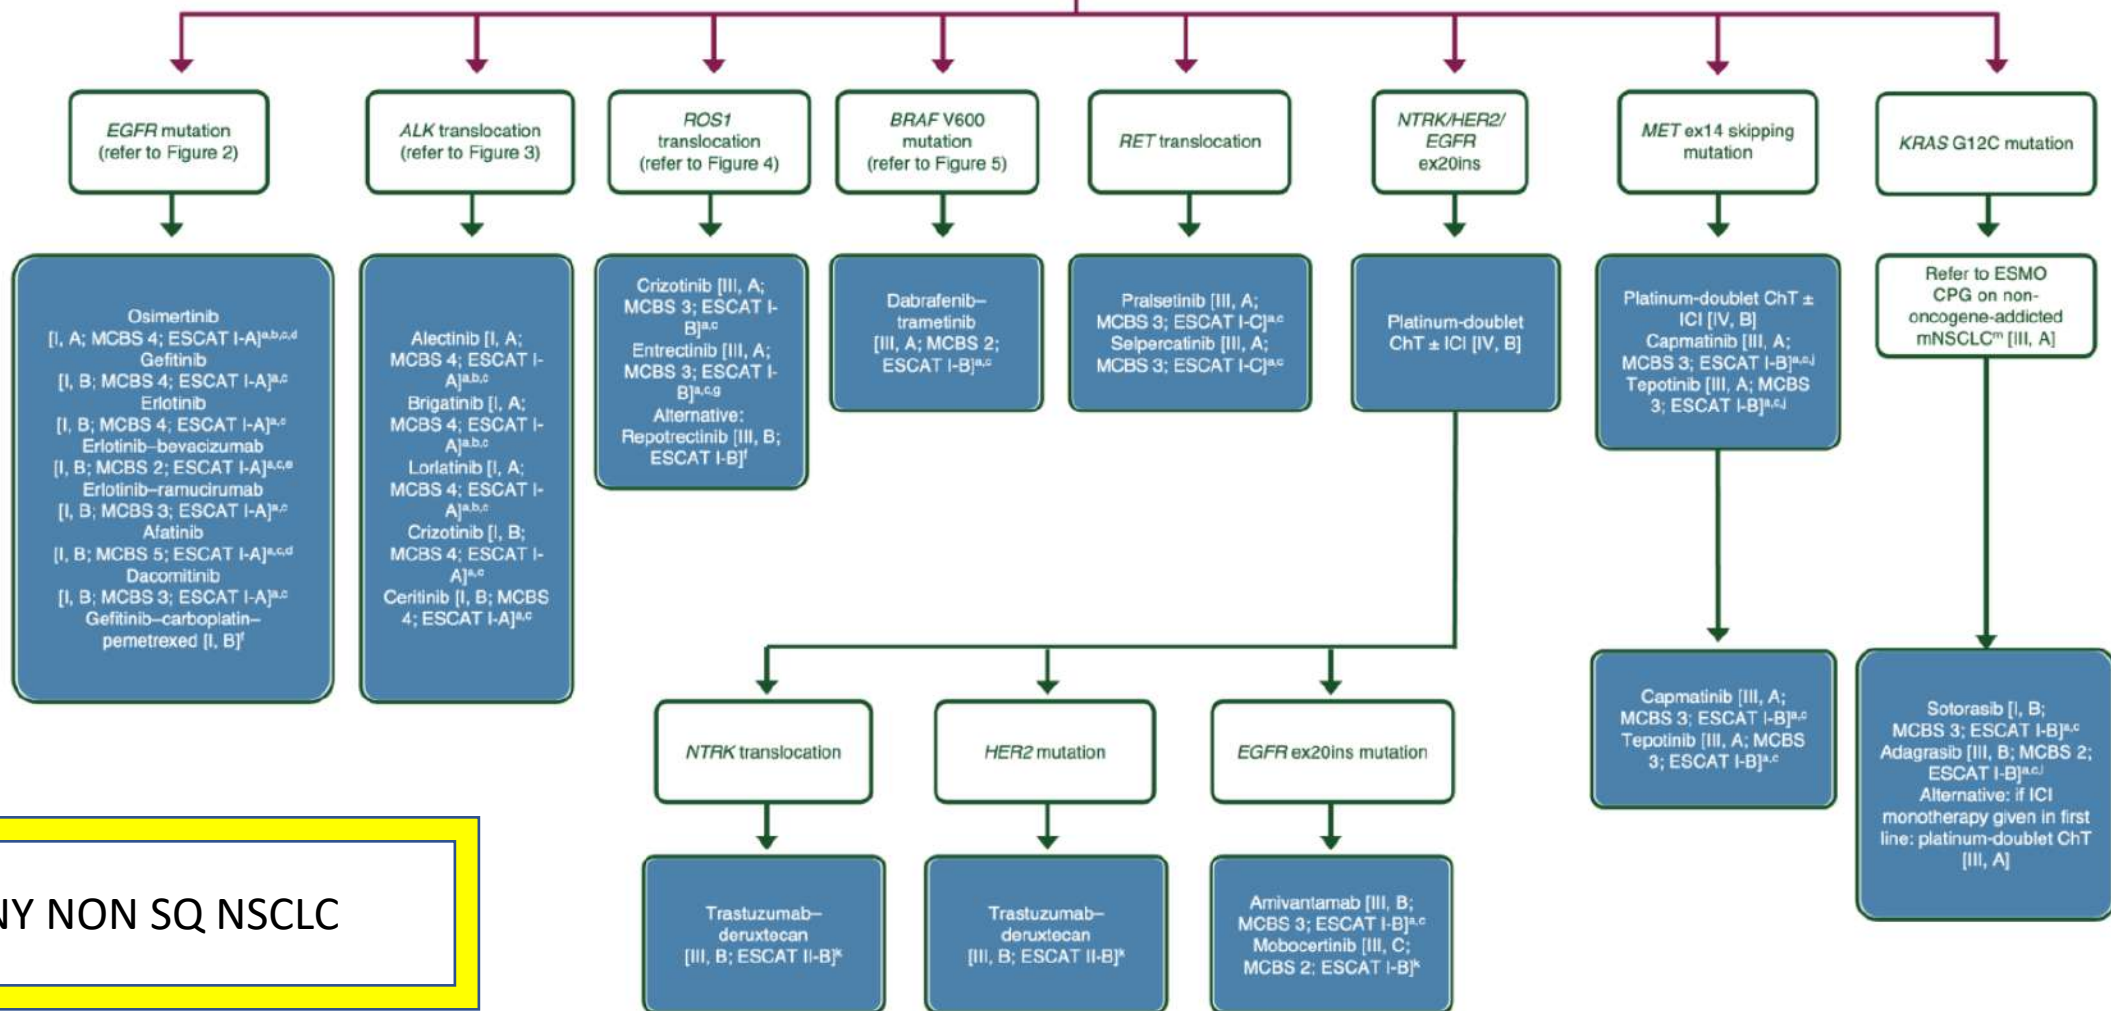 EGFR mutation
(refer to Figure 2)
ALK translocation
(refer to Figure 3)
ROS1
translocation
(refer to Figure 4)
BRAF V600
mutation
(refer to Figure 5)
RET translocation
NTRK/HER2/
EGFR
ex20ins
MET ex14 skipping
mutation
KRAS G12C mutation
Osimertinib
[I, A; MCBS 4; ESCAT I-A]a,b,c,d
Gefitinib
[I, B; MCBS 4; ESCAT I-A]a,c
Erlotinib
[I, B; MCBS 4; ESCAT I-A]a,c
Erlotinib–bevacizumab
[I, B; MCBS 2; ESCAT I-A]a,c,e
Erlotinib–ramucirumab
[I, B; MCBS 3; ESCAT I-A]a,c
Afatinib
[I, B; MCBS 5; ESCAT I-A]a,c,d
Dacomitinib
[I, B; MCBS 3; ESCAT I-A]a,c
Gefitinib–carboplatin–
pemetrexed [I, B]f
Alectinib [I, A;
MCBS 4; ESCAT I-
A]a,b,c
Brigatinib [I, A;
MCBS 4; ESCAT I-
A]a,b,c
Lorlatinib [I, A;
MCBS 4; ESCAT I-
A]a,b,c
Crizotinib [I, B;
MCBS 4; ESCAT I-
A]a,c
Ceritinib [I, B; MCBS
4; ESCAT I-A]a,c
Crizotinib [III, A;
MCBS 3; ESCAT I-
B]a,c
Entrectinib [III, A;
MCBS 3; ESCAT I-
B]a,c,g
Alternative:
Repotrectinib [III, B;
ESCAT I-B]f
Dabrafenib–
trametinib
[III, A; MCBS 2;
ESCAT I-B]a,c
Pralsetinib [III, A;
MCBS 3; ESCAT I-C]a,c
Selpercatinib [III, A;
MCBS 3; ESCAT I-C]a,c
Platinum-doublet
ChT ± ICI [IV, B]
Platinum-doublet ChT ±
ICI [IV, B]
Capmatinib [III, A;
MCBS 3; ESCAT I-B]a,c,j
Tepotinib [III, A; MCBS
3; ESCAT I-B]a,c,j
Refer to ESMO
CPG on non-
oncogene-addicted
mNSCLCm [III, A]
NTRK translocation
HER2 mutation
EGFR ex20ins mutation
Capmatinib [III, A;
MCBS 3; ESCAT I-B]a,c
Tepotinib [III, A; MCBS
3; ESCAT I-B]a,c
Sotorasib [I, B;
MCBS 3; ESCAT I-B]a,c
Adagrasib [III, B; MCBS 2;
ESCAT I-B]a,c,l
Alternative: if ICI
monotherapy given in first
line: platinum-doublet ChT
[III, A]
Trastuzumab–
deruxtecan
[III, B; ESCAT II-B]k
Trastuzumab–
deruxtecan
[III, B; ESCAT II-B]k
Amivantamab [III, B;
MCBS 3; ESCAT I-B]a,c
Mobocertinib [III, C;
MCBS 2; ESCAT I-B]k
NY NON SQ NSCLC